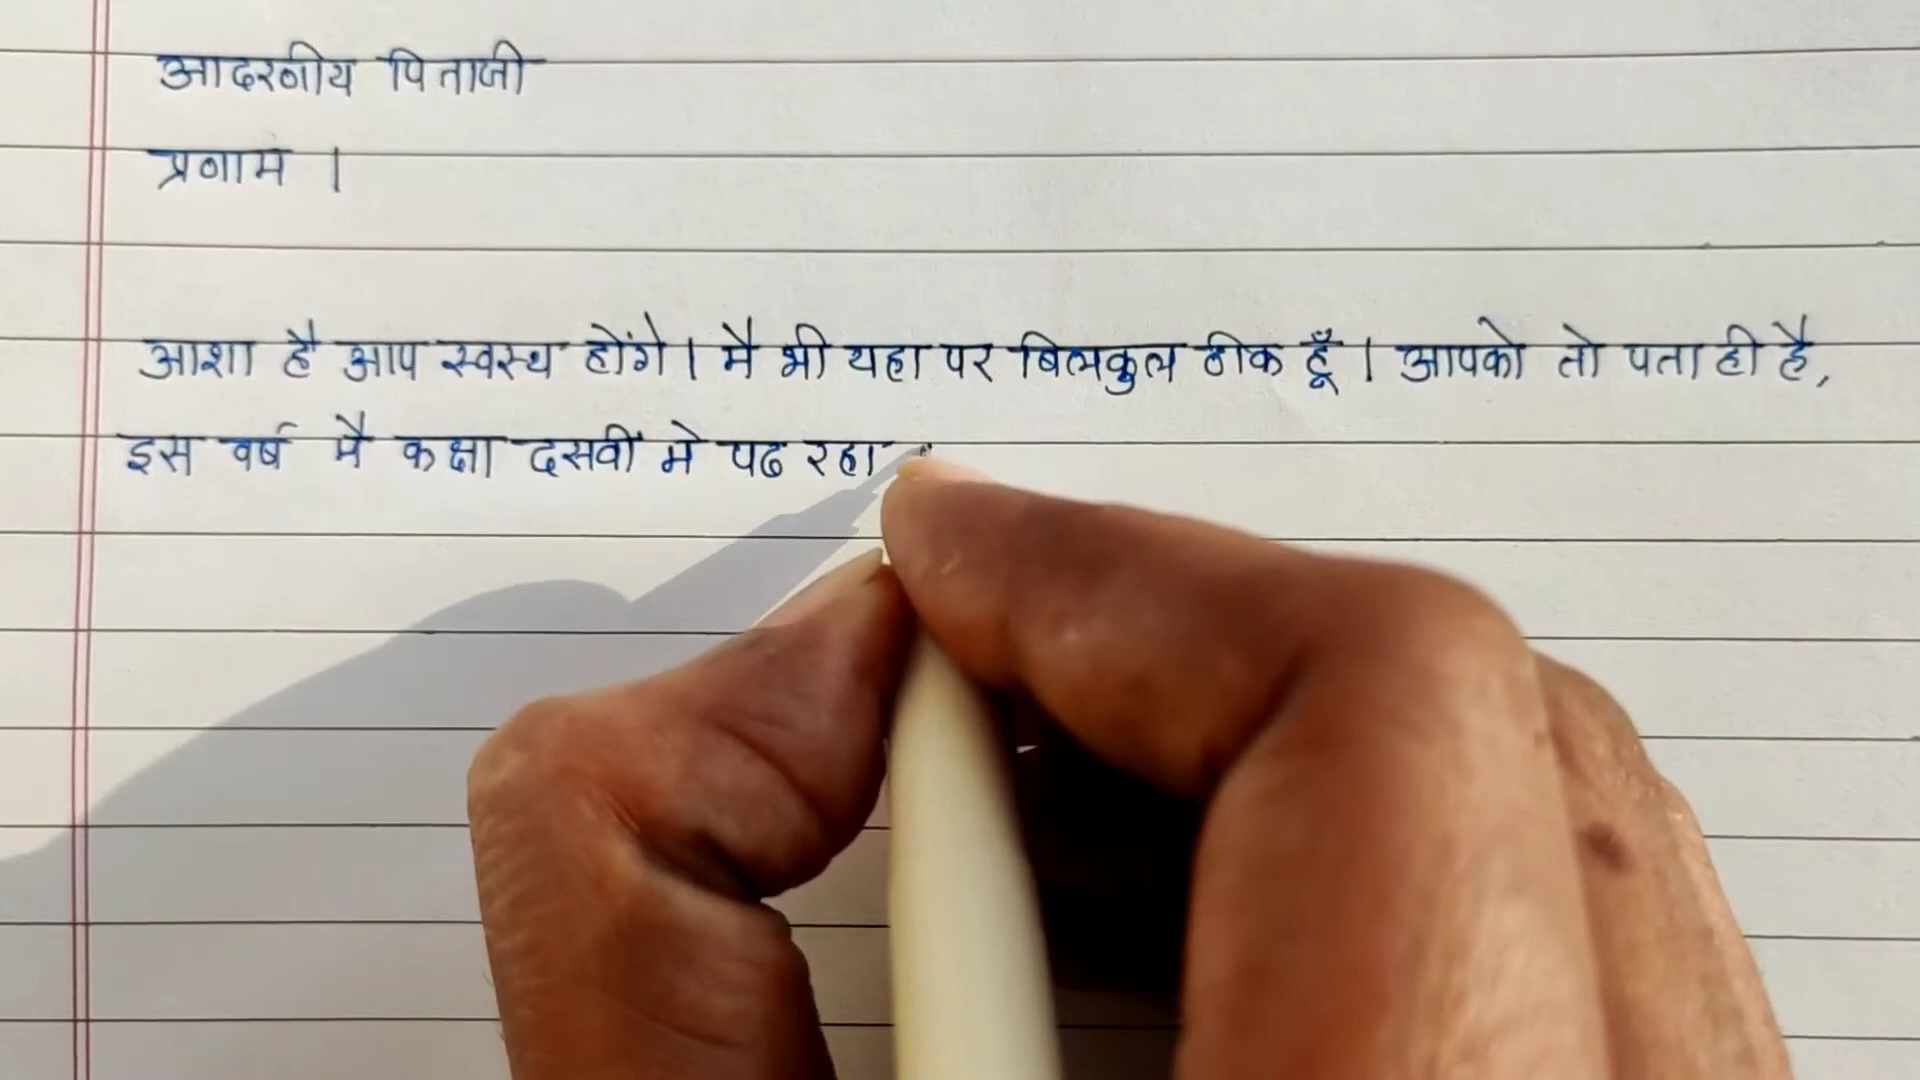 आदरणीय पिताजी
प्रणाम ।
आशा है आप स्वस्थ होंगे । मै भी यहा पर बिलकुल ठीक हूँ । आपको तो पता ही है,
इस वर्ष मै कक्षा दसवीं मे पढ रहा